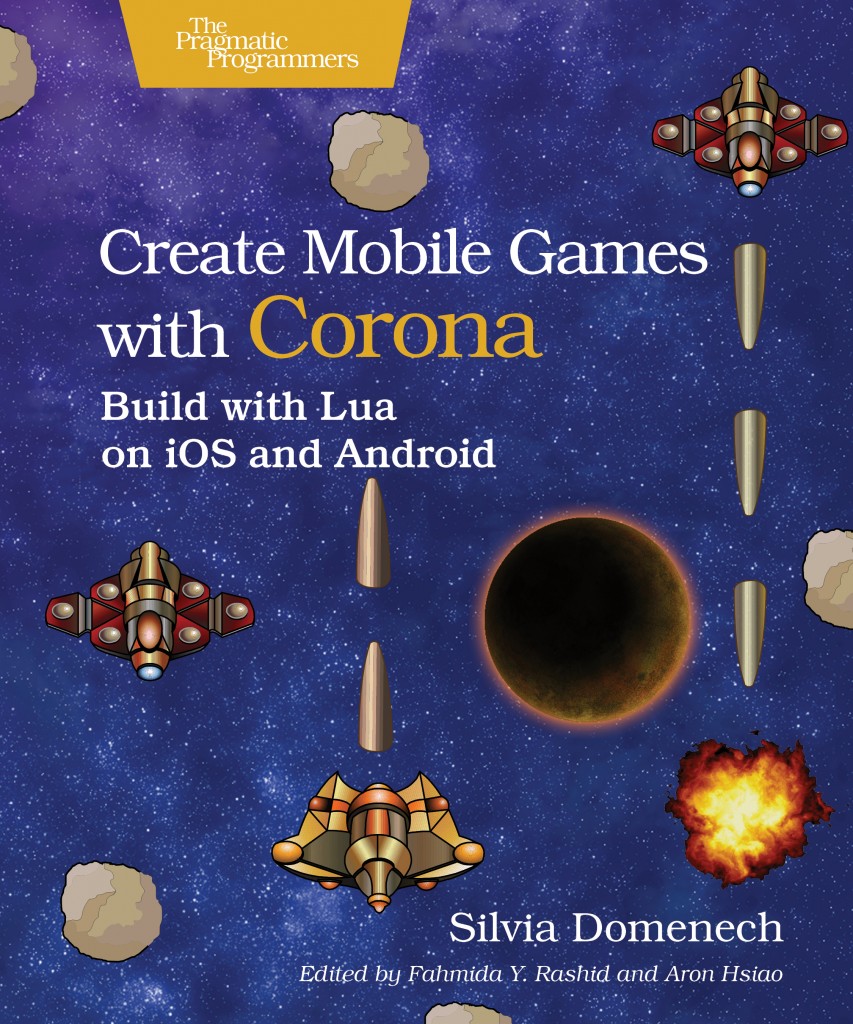 The
Pragmatic
Programmers
Create Mobile Games
with Corona
Build with Lua
on iOS and Android
Silvia Domenech
Edited by Fahmida Y. Rashid and Aron Hsiao